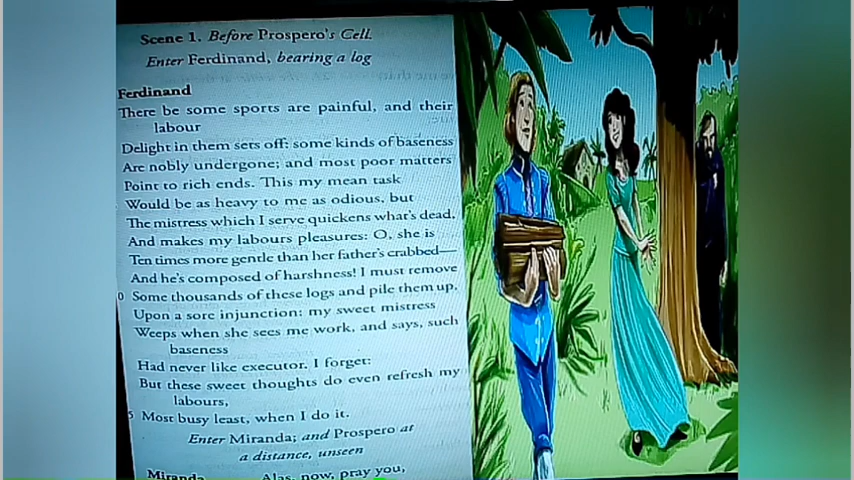 Scene 1. Before Prospero's Cell.
Enter Ferdinand, bearing a log
Ferdinand
There be some sports are painful, and their
labour
Delight in them sets off: some kinds of baseness
Are nobly undergone; and most poor matters
Point to rich ends. This my mean task
Would be as heavy to me as odious, but
The mistress which I serve quickens what's dead,
And makes my labours pleasures: O, she is
Ten times more gentle than her father's crabbed—
And he's composed of harshness! I must remove
0 Some thousands of these logs and pile them up,
Upon a sore injunction: my sweet mistress
Weeps when she sees me work, and says, such
baseness
Had never like executor. I forget:
But these sweet thoughts do even refresh my
labours,
5 Most busy least, when I do it.
Enter Miranda; and Prospero at
a distance, unseen
Miranda Alas, now, pray you,